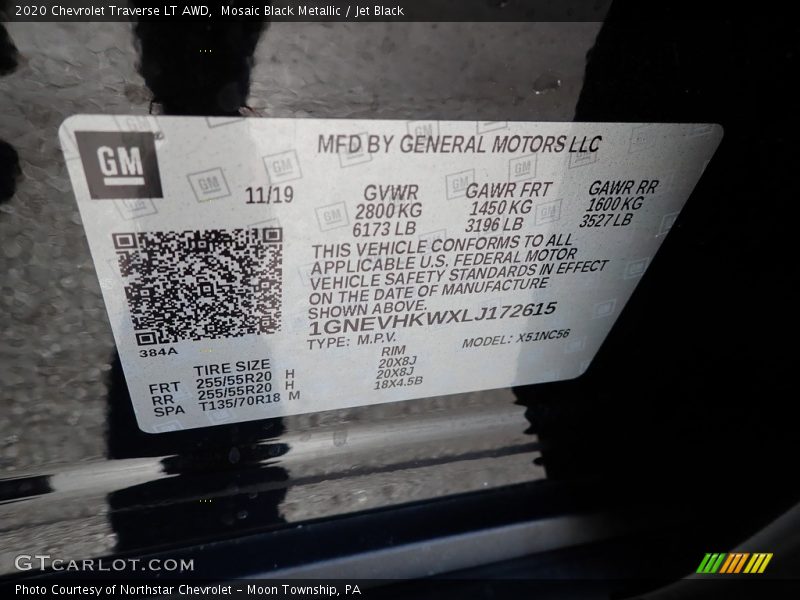 2020 Chevrolet Traverse LT AWD, Mosaic Black Metallic / Jet Black
GM
MFD BY GENERAL MOTORS LLC
11/19
GVWR GAWR FRT GAWR RR
2800 KG 1450 KG 1600 KG
6173 LB 3196 LB 3527 LB
THIS VEHICLE CONFORMS TO ALL
APPLICABLE U.S. FEDERAL MOTOR
VEHICLE SAFETY STANDARDS IN EFFECT
ON THE DATE OF MANUFACTURE
SHOWN ABOVE.
1GNEVHKWXLJ172615
TYPE: M.P.V. MODEL: X51NC56
384A
TIRE SIZE RIM
FRT 255/55R20 H 20X8J
RR 255/55R20 H 20X8J
SPA T135/70R18 M 18X4.5B
GTCARLOT.COM
Photo Courtesy of Northstar Chevrolet - Moon Township, PA